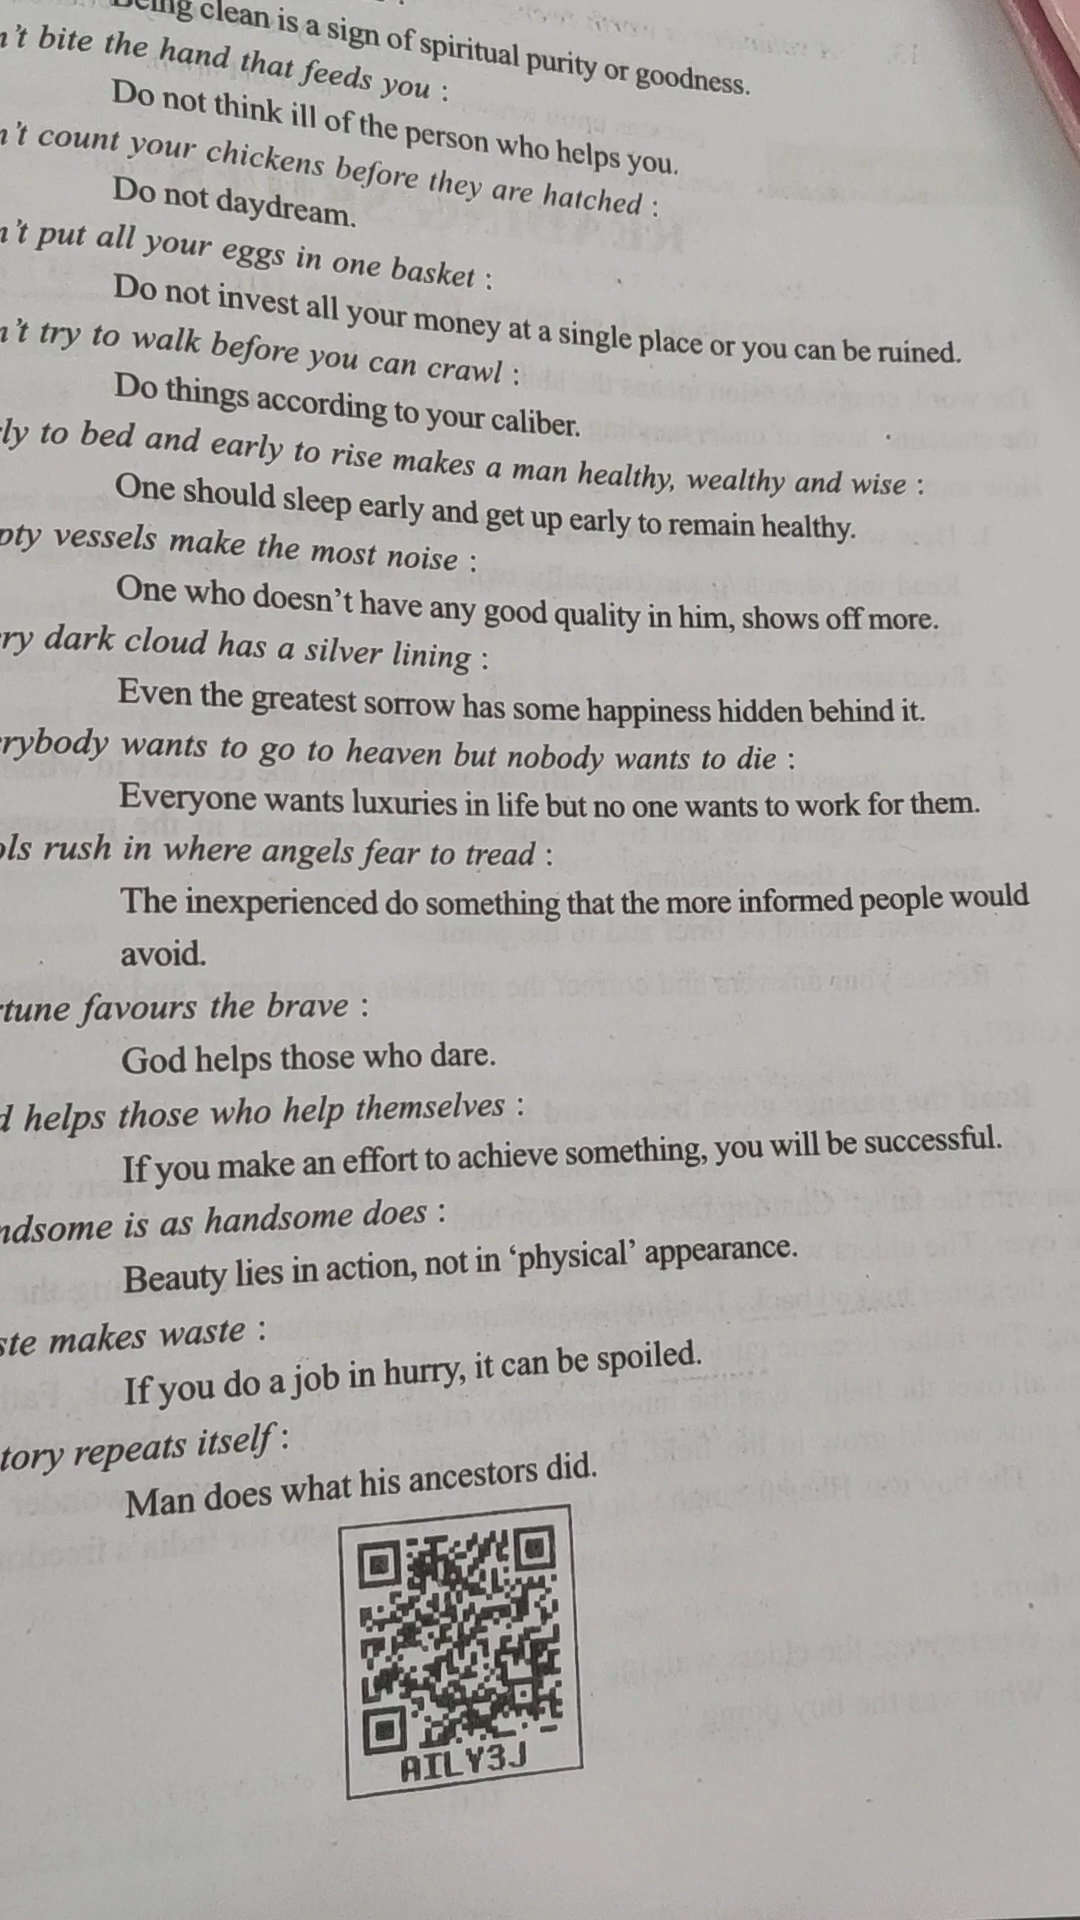 Being clean is a sign of spiritual purity or goodness.
n't bite the hand that feeds you :
Do not think ill of the person who helps you.
n't count your chickens before they are hatched :
Do not daydream.
n't put all your eggs in one basket :
Do not invest all your money at a single place or you can be ruined.
n't try to walk before you can crawl :
Do things according to your caliber.
rly to bed and early to rise makes a man healthy, wealthy and wise :
One should sleep early and get up early to remain healthy.
pty vessels make the most noise :
One who doesn't have any good quality in him, shows off more.
ery dark cloud has a silver lining :
Even the greatest sorrow has some happiness hidden behind it.
erybody wants to go to heaven but nobody wants to die :
Everyone wants luxuries in life but no one wants to work for them.
ols rush in where angels fear to tread :
The inexperienced do something that the more informed people would
avoid.
rtune favours the brave :
God helps those who dare.
d helps those who help themselves :
If you make an effort to achieve something, you will be successful.
ndsome is as handsome does :
Beauty lies in action, not in 'physical' appearance.
ste makes waste :
If you do a job in hurry, it can be spoiled.
tory repeats itself :
Man does what his ancestors did.
AILY3J